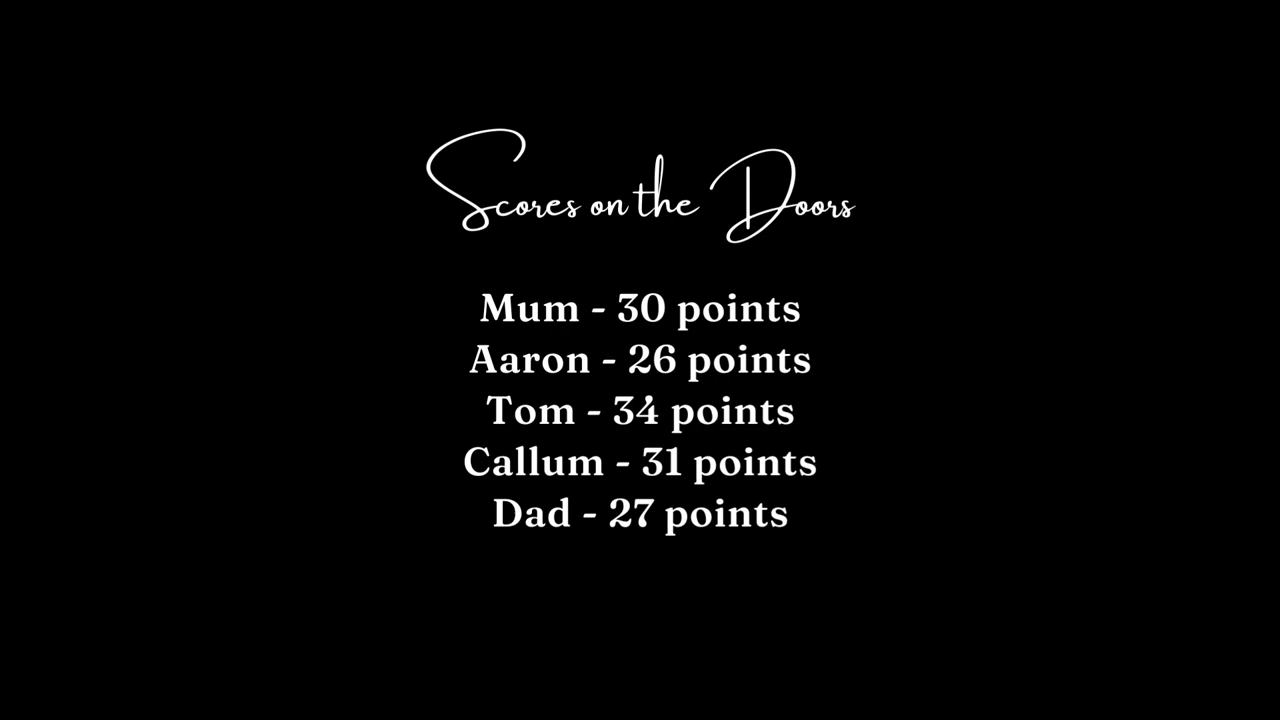 Scores on the Doors
Mum - 30 points
Aaron - 26 points
Tom - 34 points
Callum - 31 points
Dad - 27 points